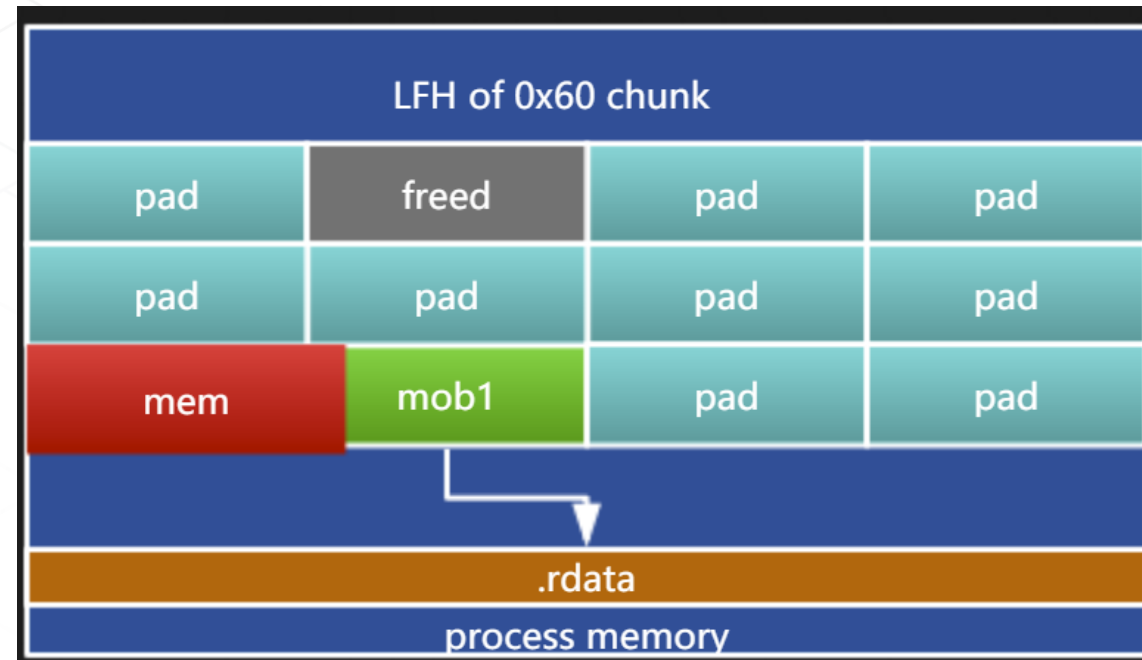 LFH of 0x60 chunk
pad freed pad pad
pad pad pad pad
mem mob1 pad pad
.rdata
process memory